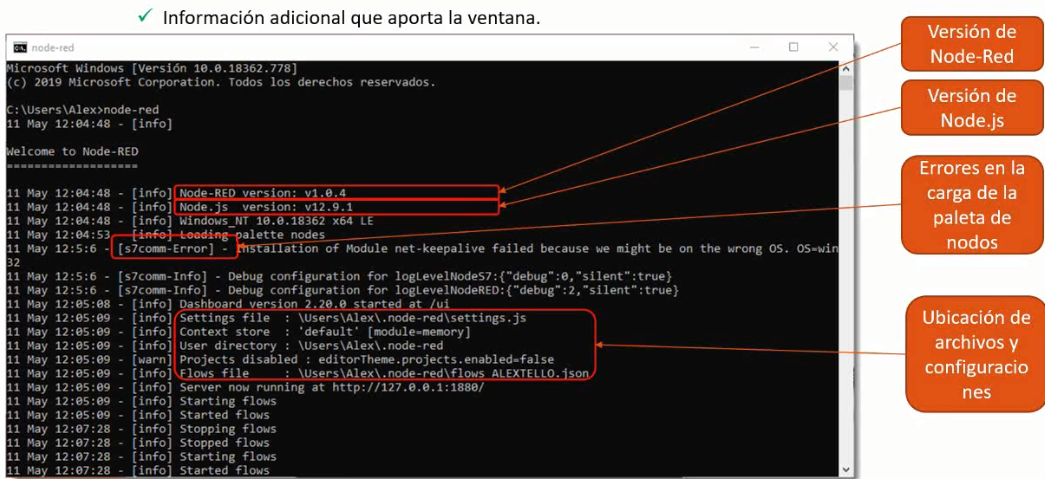 ✓ Información adicional que aporta la ventana.
node-red
Microsoft Windows [Versión 10.0.18362.778]
(c) 2019 Microsoft Corporation. Todos los derechos reservados.
C:\Users\Alex>node-red
11 May 12:04:48 - [info]
Welcome to Node-RED
===================
11 May 12:04:48 - [info] Node-RED version: v1.0.4
11 May 12:04:48 - [info] Node.js  version: v12.9.1
11 May 12:04:48 - [info] Windows_NT 10.0.18362 x64 LE
11 May 12:04:53 - [info] Loading palette nodes
11 May 12:5:6 - [s7comm-Error] - Installation of Module net-keepalive failed because we might be on the wrong OS. OS=win
32
11 May 12:5:6 - [s7comm-Info] - Debug configuration for logLevelNodeS7:{"debug":0,"silent":true}
11 May 12:5:6 - [s7comm-Info] - Debug configuration for logLevelNodeRED:{"debug":2,"silent":true}
11 May 12:05:08 - [info] Dashboard version 2.20.0 started at /ui
11 May 12:05:09 - [info] Settings file  : \Users\Alex\.node-red\settings.js
11 May 12:05:09 - [info] Context store  : 'default' [module=memory]
11 May 12:05:09 - [info] User directory : \Users\Alex\.node-red
11 May 12:05:09 - [warn] Projects disabled : editorTheme.projects.enabled=false
11 May 12:05:09 - [info] Flows file     : \Users\Alex\.node-red\flows_ALEXTELLO.json
11 May 12:05:09 - [info] Server now running at http://127.0.0.1:1880/
11 May 12:05:09 - [info] Starting flows
11 May 12:05:09 - [info] Started flows
11 May 12:07:28 - [info] Stopping flows
11 May 12:07:28 - [info] Stopped flows
11 May 12:07:28 - [info] Starting flows
11 May 12:07:28 - [info] Started flows
Versión de
Node-Red
Versión de
Node.js
Errores en la
carga de la
paleta de
nodos
Ubicación de
archivos y
configuracio
nes